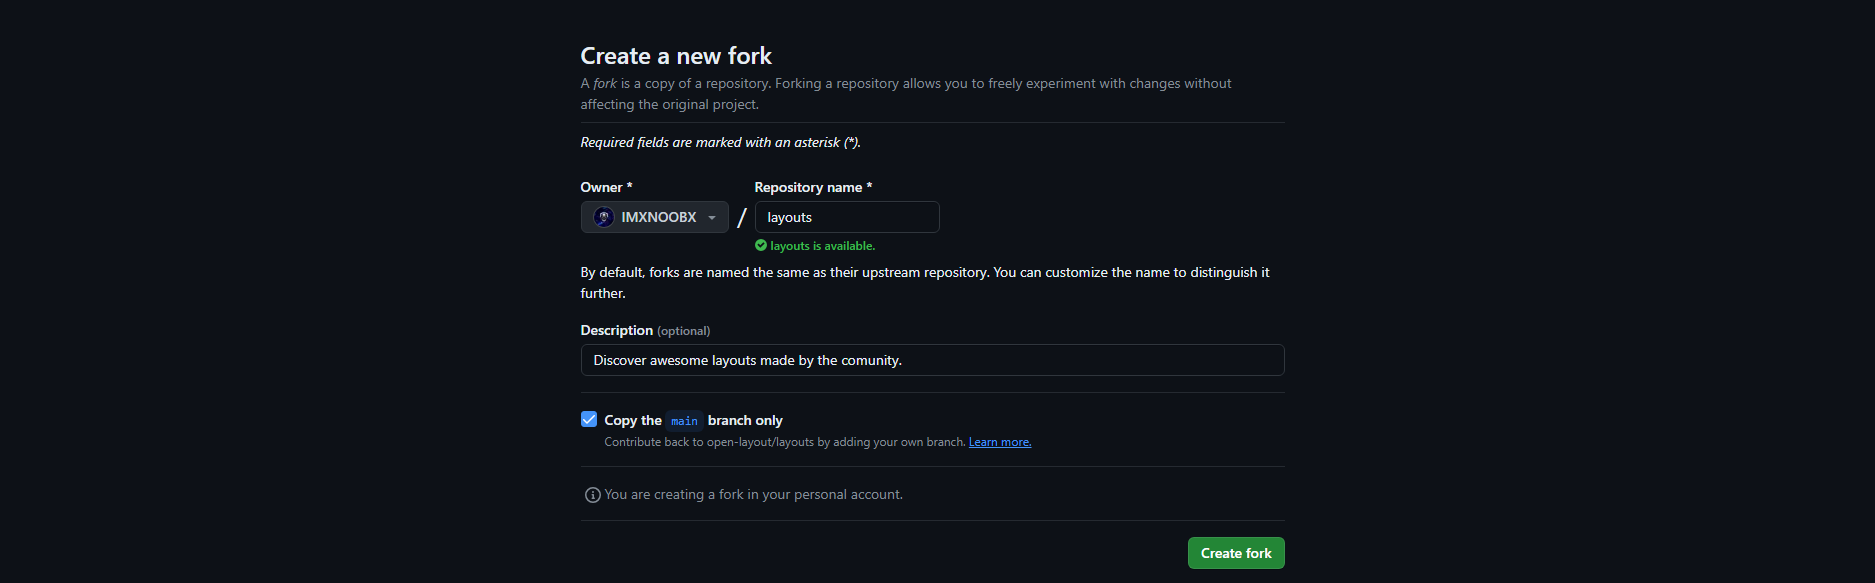 Create a new fork
A fork is a copy of a repository. Forking a repository allows you to freely experiment with changes without
affecting the original project.
Required fields are marked with an asterisk (*).
Owner *
Repository name *
IMXNOOBX
/
layouts
layouts is available.
By default, forks are named the same as their upstream repository. You can customize the name to distinguish it
further.
Description (optional)
Discover awesome layouts made by the comunity.
Copy the main branch only
Contribute back to open-layout/layouts by adding your own branch. Learn more.
You are creating a fork in your personal account.
Create fork